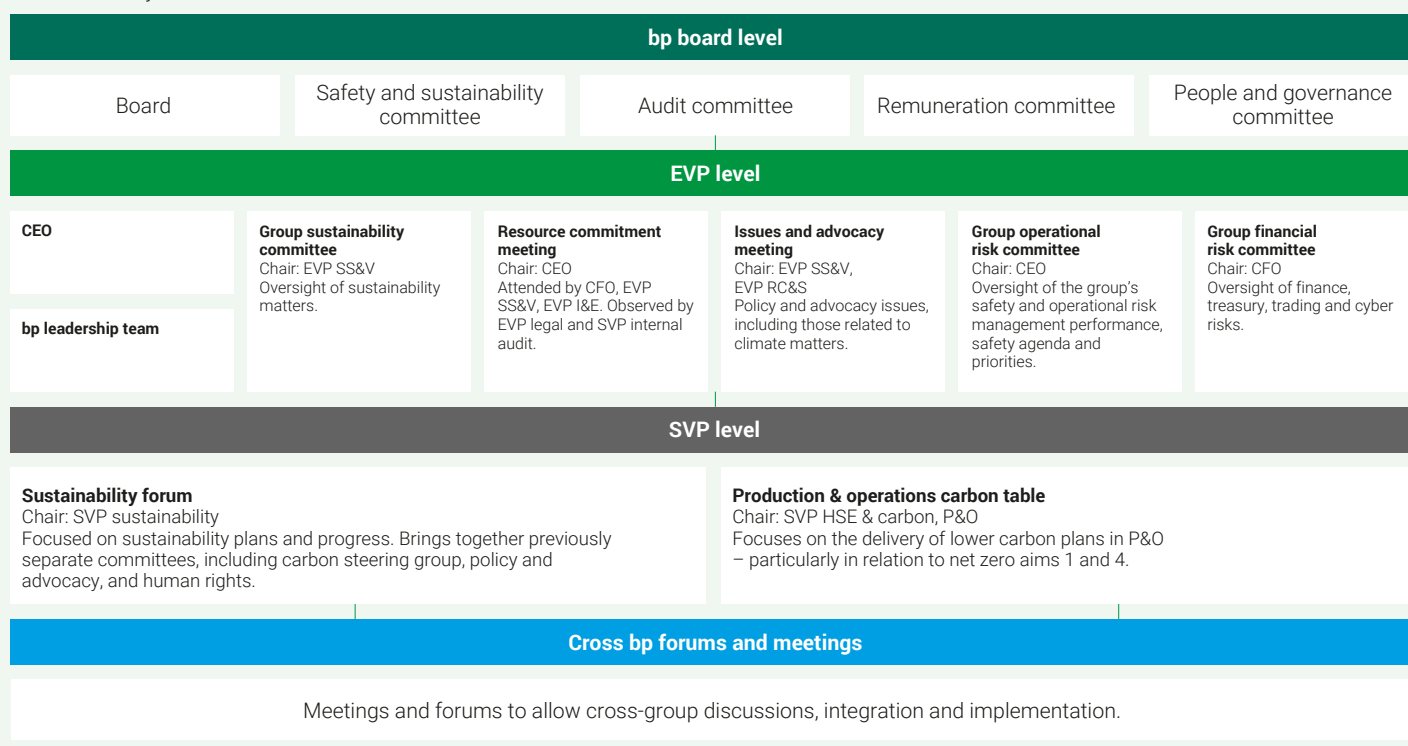 bp board level
Board
Safety and sustainability
committee
Audit committee
Remuneration committee
People and governance
committee
EVP level
CEO
bp leadership team
Group sustainability
committee
Chair: EVP SS&V
Oversight of sustainability
matters.
Resource commitment
meeting
Chair: CEO
Attended by CFO, EVP
SS&V, EVP I&E. Observed by
EVP legal and SVP internal
audit.
Issues and advocacy
meeting
Chair: EVP SS&V,
EVP RC&S
Policy and advocacy issues,
including those related to
climate matters.
Group operational
risk committee
Chair: CEO
Oversight of the group’s
safety and operational risk
management performance,
safety agenda and
priorities.
Group financial
risk committee
Chair: CFO
Oversight of finance,
treasury, trading and cyber
risks.
SVP level
Sustainability forum
Chair: SVP sustainability
Focused on sustainability plans and progress. Brings together previously
separate committees, including carbon steering group, policy and
advocacy, and human rights.
Production & operations carbon table
Chair: SVP HSE & carbon, P&O
Focuses on the delivery of lower carbon plans in P&O
– particularly in relation to net zero aims 1 and 4.
Cross bp forums and meetings
Meetings and forums to allow cross-group discussions, integration and implementation.